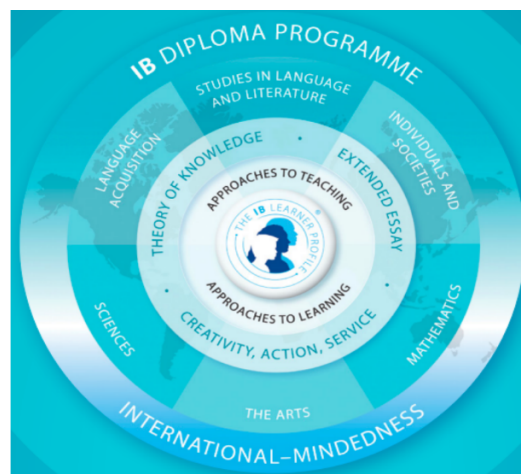 IB DIPLOMA PROGRAMME
STUDIES IN LANGUAGE
AND LITERATURE
LANGUAGE
ACQUISITION
INDIVIDUALS AND
SOCIETIES
THEORY OF KNOWLEDGE
EXTENDED ESSAY
APPROACHES TO TEACHING
THE IB LEARNER PROFILE
®
APPROACHES TO LEARNING
CREATIVITY, ACTION, SERVICE
SCIENCES
MATHEMATICS
THE ARTS
INTERNATIONAL–MINDEDNESS